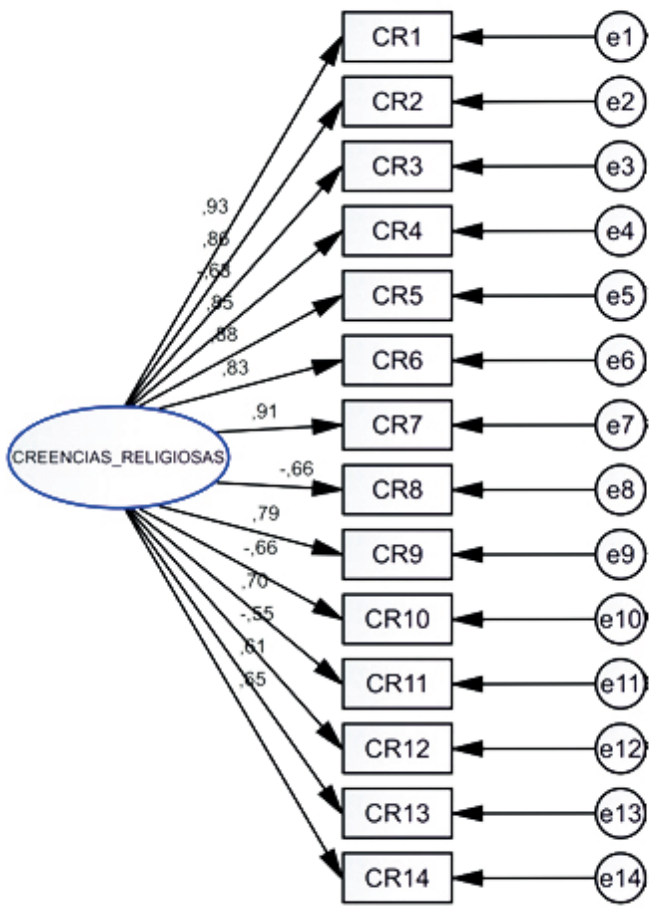 CR1
e1
CR2
e2
CR3
e3
,93
CR4
e4
,86
-,68
CR5
e5
,85
,88
CR6
e6
,83
CR7
e7
,91
CREENCIAS_RELIGIOSAS
CR8
e8
-,66
CR9
e9
,79
-,66
CR10
e10
,70
-,55
CR11
e11
,61
,65
CR12
e12
CR13
e13
CR14
e14